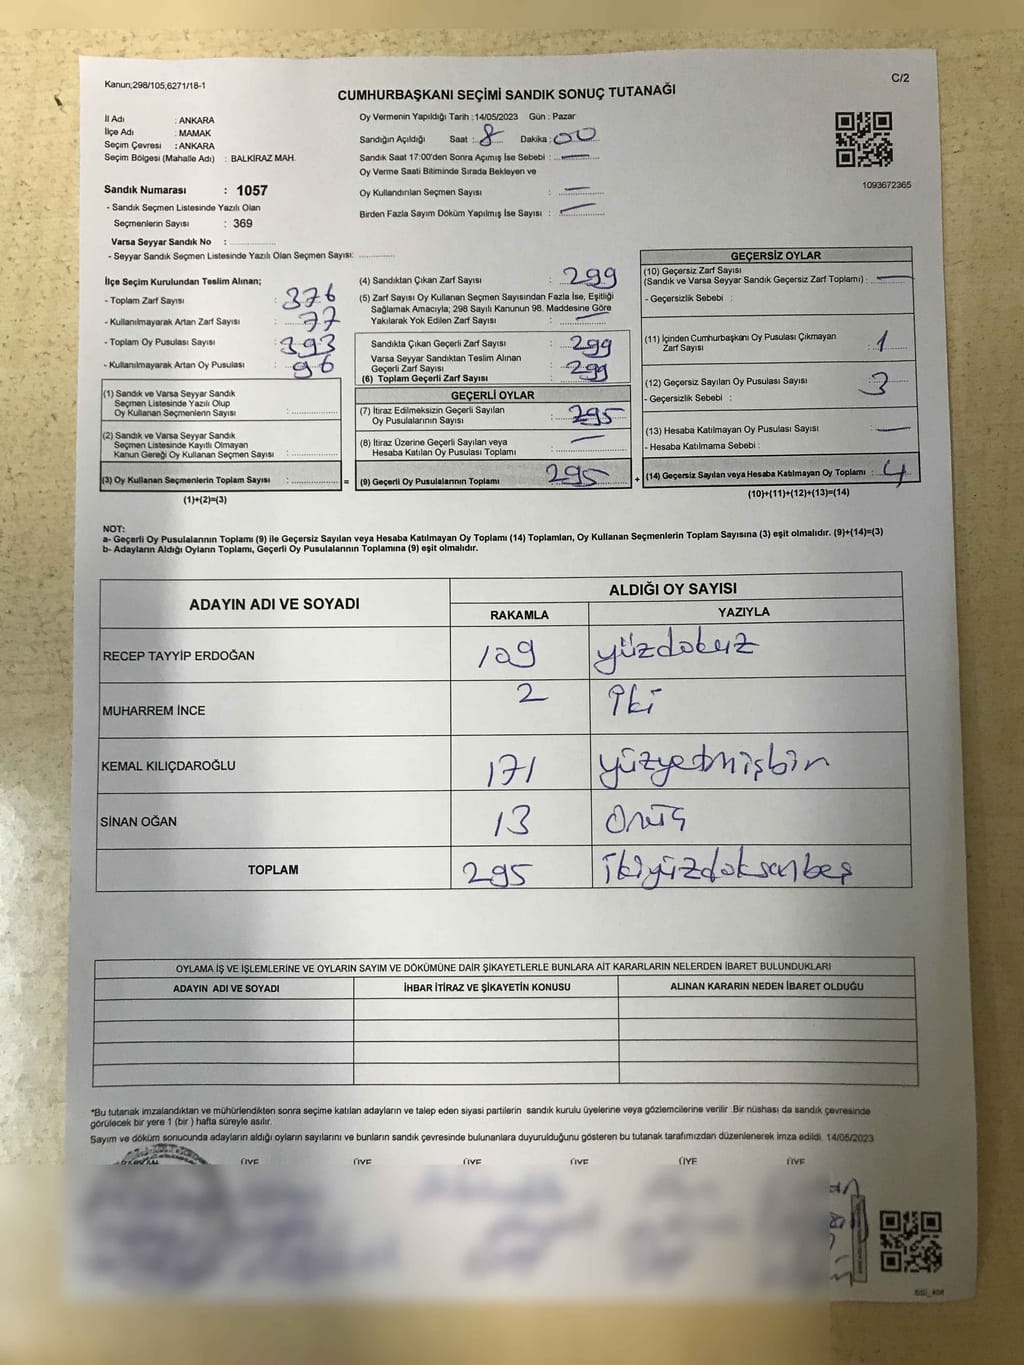 Kanun;298/105,6271/18-1
C/2
CUMHURBAŞKANI SEÇİMİ SANDIK SONUÇ TUTANAĞI
İl Adı : ANKARA
İlçe Adı : MAMAK
Seçim Çevresi : ANKARA
Seçim Bölgesi (Mahalle Adı) : BALKİRAZ MAH.
Sandık Numarası : 1057
- Sandık Seçmen Listesinde Yazılı Olan
Seçmenlerin Sayısı : 369
Varsa Seyyar Sandık No :
- Seyyar Sandık Seçmen Listesinde Yazılı Olan Seçmen Sayısı:
Oy Vermenin Yapıldığı Tarih : 14/05/2023 Gün : Pazar
Sandığın Açıldığı Saat : 8 Dakika : 00
Sandık Saat 17:00'den Sonra Açımış İse Sebebi : —
Oy Verme Saati Bitiminde Sırada Bekleyen ve
Oy Kullandırılan Seçmen Sayısı : —
Birden Fazla Sayım Döküm Yapılmış İse Sayısı : —
1093672365
İlçe Seçim Kurulundan Teslim Alınan;
- Toplam Zarf Sayısı : 376
- Kullanılmayarak Artan Zarf Sayısı : 77
- Toplam Oy Pusulası Sayısı : 393
- Kullanılmayarak Artan Oy Pusulası : 96
(1) Sandık ve Varsa Seyyar Sandık
Seçmen Listesinde Yazılı Olup
Oy Kullanan Seçmenlerin Sayısı :
(2) Sandık ve Varsa Seyyar Sandık
Seçmen Listesinde Kayıtlı Olmayan
Kanun Gereği Oy Kullanan Seçmen Sayısı :
(3) Oy Kullanan Seçmenlerin Toplam Sayısı : =
(1)+(2)=(3)
(4) Sandıktan Çıkan Zarf Sayısı : 299
(5) Zarf Sayısı Oy Kullanan Seçmen Sayısından Fazla İse, Eşitliği
Sağlamak Amacıyla; 298 Sayılı Kanunun 98. Maddesine Göre
Yakılarak Yok Edilen Zarf Sayısı : —
Sandıkta Çıkan Geçerli Zarf Sayısı : 299
Varsa Seyyar Sandıktan Teslim Alınan
Geçerli Zarf Sayısı : 299
(6) Toplam Geçerli Zarf Sayısı
GEÇERLİ OYLAR
(7) İtiraz Edilmeksizin Geçerli Sayılan
Oy Pusulalarının Sayısı : 295
(8) İtiraz Üzerine Geçerli Sayılan veya
Hesaba Katılan Oy Pusulası Toplamı : —
(9) Geçerli Oy Pusulalarının Toplamı : 295 +
GEÇERSİZ OYLAR
(10) Geçersiz Zarf Sayısı
(Sandık ve Varsa Seyyar Sandık Geçersiz Zarf Toplamı) : —
- Geçersizlik Sebebi :
(11) İçinden Cumhurbaşkanı Oy Pusulası Çıkmayan
Zarf Sayısı : 1
(12) Geçersiz Sayılan Oy Pusulası Sayısı : 3
- Geçersizlik Sebebi :
(13) Hesaba Katılmayan Oy Pusulası Sayısı : —
- Hesaba Katılmama Sebebi :
(14) Geçersiz Sayılan veya Hesaba Katılmayan Oy Toplamı : 4
(10)+(11)+(12)+(13)=(14)
NOT:
a- Geçerli Oy Pusulalarının Toplamı (9) ile Geçersiz Sayılan veya Hesaba Katılmayan Oy Toplamı (14) Toplamları, Oy Kullanan Seçmenlerin Toplam Sayısına (3) eşit olmalıdır. (9)+(14)=(3)
b- Adayların Aldığı Oyların Toplamı, Geçerli Oy Pusulalarının Toplamına (9) eşit olmalıdır.
ADAYIN ADI VE SOYADI
ALDIĞI OY SAYISI
RAKAMLA YAZIYLA
RECEP TAYYİP ERDOĞAN 109 yüzdokuz
MUHARREM İNCE 2 iki
KEMAL KILIÇDAROĞLU 171 yüzyetmişbir
SİNAN OĞAN 13 onüç
TOPLAM 295 ikiyüzdoksanbeş
OYLAMA İŞ VE İŞLEMLERİNE VE OYLARIN SAYIM VE DÖKÜMÜNE DAİR ŞİKAYETLERLE BUNLARA AİT KARARLARIN NELERDEN İBARET BULUNDUKLARI
ADAYIN ADI VE SOYADI İHBAR İTİRAZ VE ŞİKAYETİN KONUSU ALINAN KARARIN NEDEN İBARET OLDUĞU
*Bu tutanak imzalandıktan ve mühürlendikten sonra seçime katılan adayların ve talep eden siyasi partilerin sandık kurulu üyelerine veya gözlemcilerine verilir .Bir nüshası da sandık çevresinde
görülecek bir yere 1 (bir ) hafta süreyle asılır.
Sayım ve döküm sonucunda adayların aldığı oyların sayılarını ve bunların sandık çevresinde bulunanlara duyurulduğunu gösteren bu tutanak tarafımızdan düzenlenerek imza edildi. 14/05/2023
ÜYE ÜYE ÜYE ÜYE ÜYE ÜYE